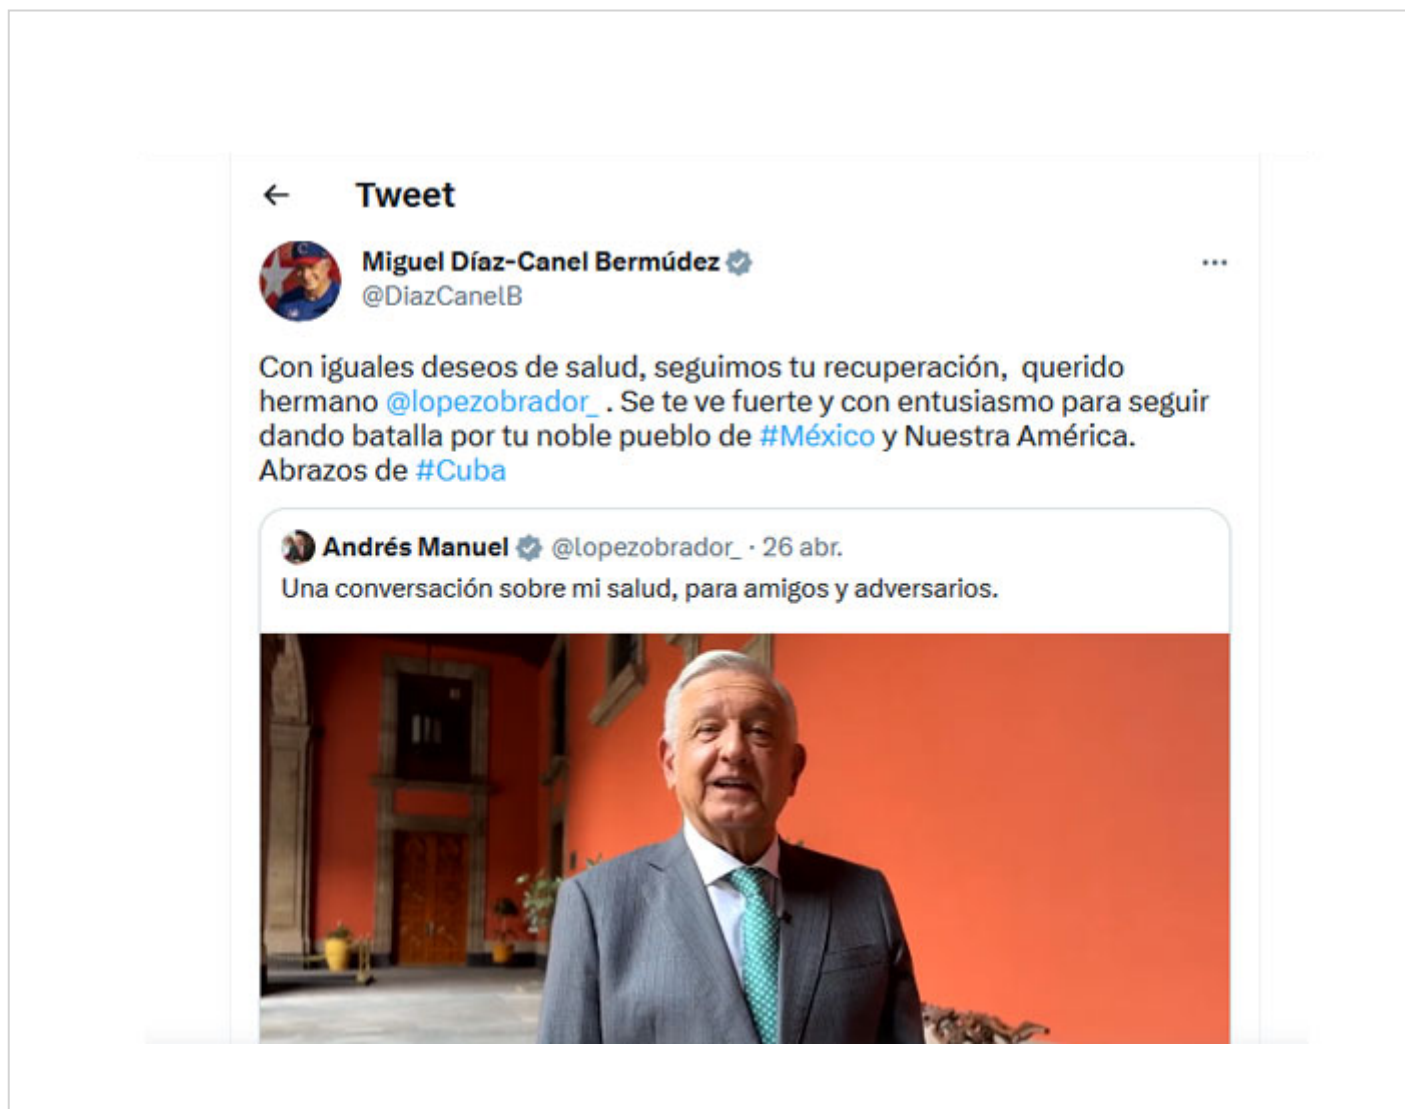 Tweet
Miguel Díaz-Canel Bermúdez
@DiazCanelB
Con iguales deseos de salud, seguimos tu recuperación,  querido
hermano @lopezobrador_ . Se te ve fuerte y con entusiasmo para seguir
dando batalla por tu noble pueblo de #México y Nuestra América.
Abrazos de #Cuba
Andrés Manuel @lopezobrador_ · 26 abr.
Una conversación sobre mi salud, para amigos y adversarios.